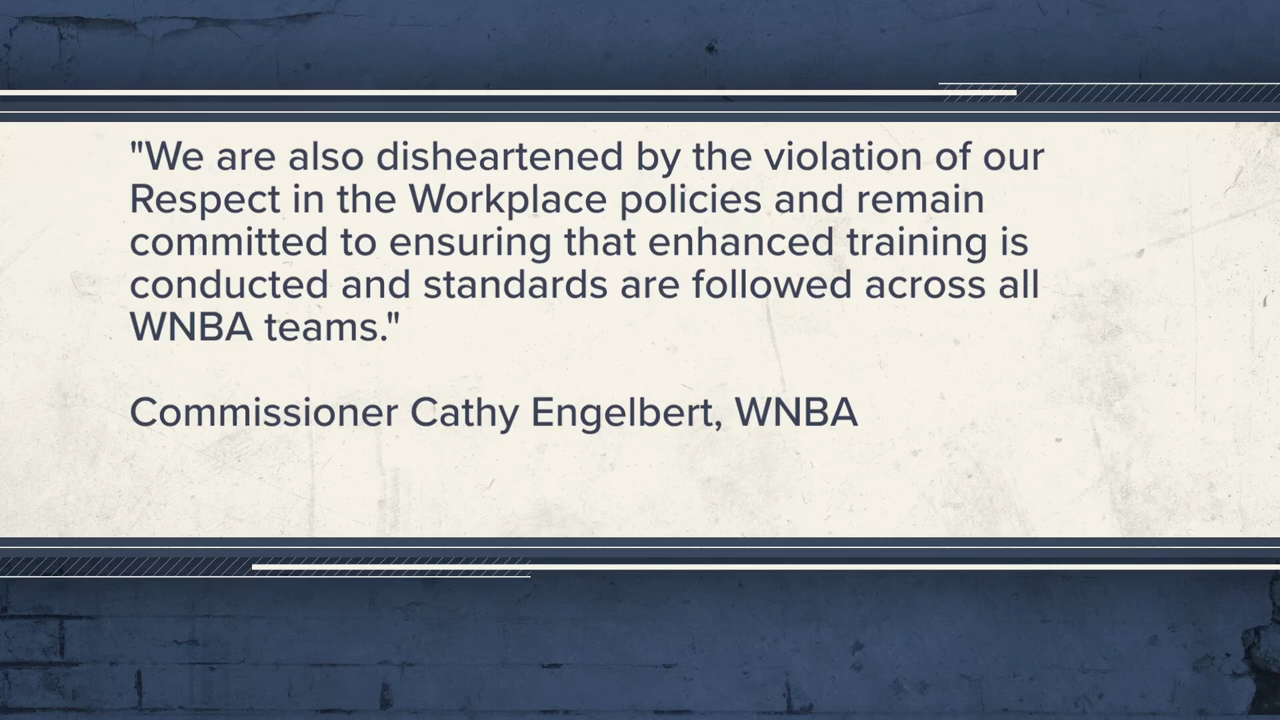 "We are also disheartened by the violation of our
Respect in the Workplace policies and remain
committed to ensuring that enhanced training is
conducted and standards are followed across all
WNBA teams."
Commissioner Cathy Engelbert, WNBA